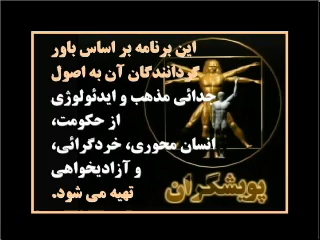 این برنامه بر اساس باور
گردانندگان آن به اصول
جدائی مذهب و ایدئولوژی
از حکومت،
انسان محوری، خردگرائی،
و آزادیخواهی
تهیه می شود.
پویشگران